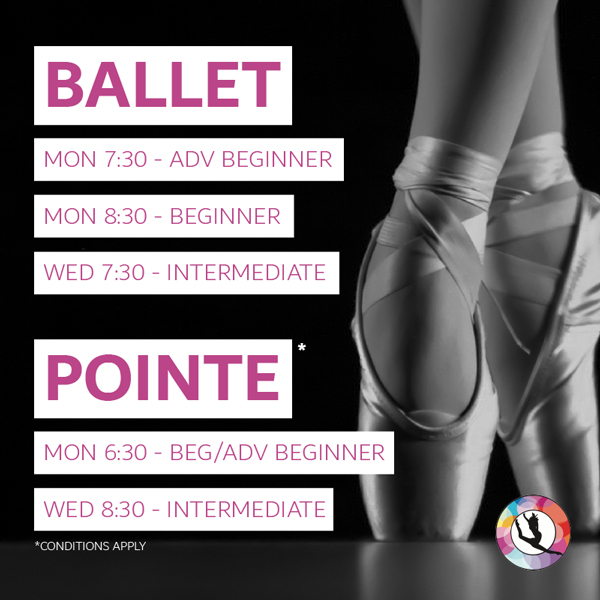 BALLET
MON 7:30 - ADV BEGINNER
MON 8:30 - BEGINNER
WED 7:30 - INTERMEDIATE
POINTE*
MON 6:30 - BEG/ADV BEGINNER
WED 8:30 - INTERMEDIATE
*CONDITIONS APPLY